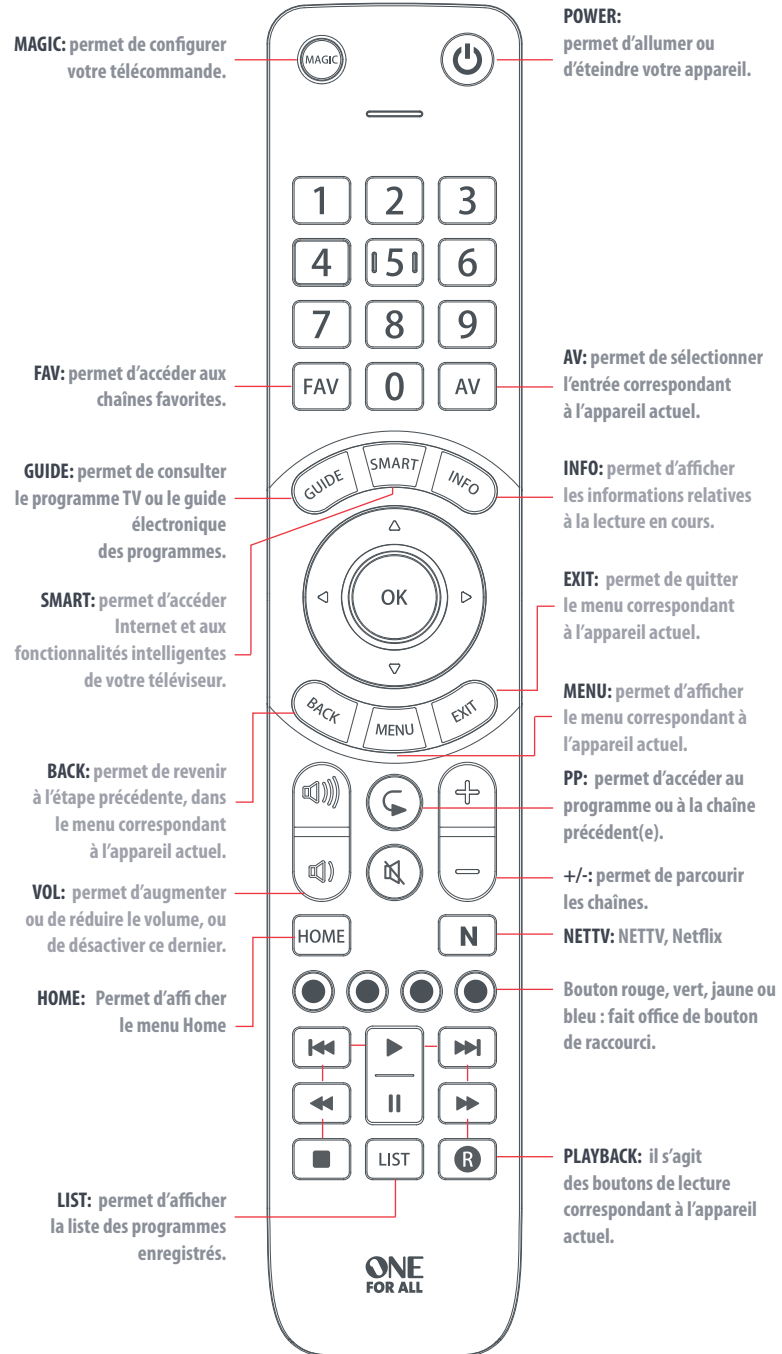 MAGIC: permet de configurer
votre télécommande.
MAGIC
POWER:
permet d'allumer ou
d'éteindre votre appareil.
1 2 3
4 5 6
7 8 9
FAV 0 AV
FAV: permet d'accéder aux
chaînes favorites.
AV: permet de sélectionner
l'entrée correspondant
à l'appareil actuel.
GUIDE SMART INFO
GUIDE: permet de consulter
le programme TV ou le guide
électronique
des programmes.
INFO: permet d'afficher
les informations relatives
à la lecture en cours.
OK
SMART: permet d'accéder
Internet et aux
fonctionnalités intelligentes
de votre téléviseur.
EXIT: permet de quitter
le menu correspondant
à l'appareil actuel.
BACK MENU EXIT
MENU: permet d'afficher
le menu correspondant à
l'appareil actuel.
BACK: permet de revenir
à l'étape précédente, dans
le menu correspondant
à l'appareil actuel.
PP: permet d'accéder au
programme ou à la chaîne
précédent(e).
VOL: permet d'augmenter
ou de réduire le volume, ou
de désactiver ce dernier.
+/-: permet de parcourir
les chaînes.
HOME N
NETTV: NETTV, Netflix
HOME: Permet d'affi cher
le menu Home
Bouton rouge, vert, jaune ou
bleu : fait office de bouton
de raccourci.
LIST R
PLAYBACK: il s'agit
des boutons de lecture
correspondant à l'appareil
actuel.
LIST: permet d'afficher
la liste des programmes
enregistrés.
ONE
FOR ALL